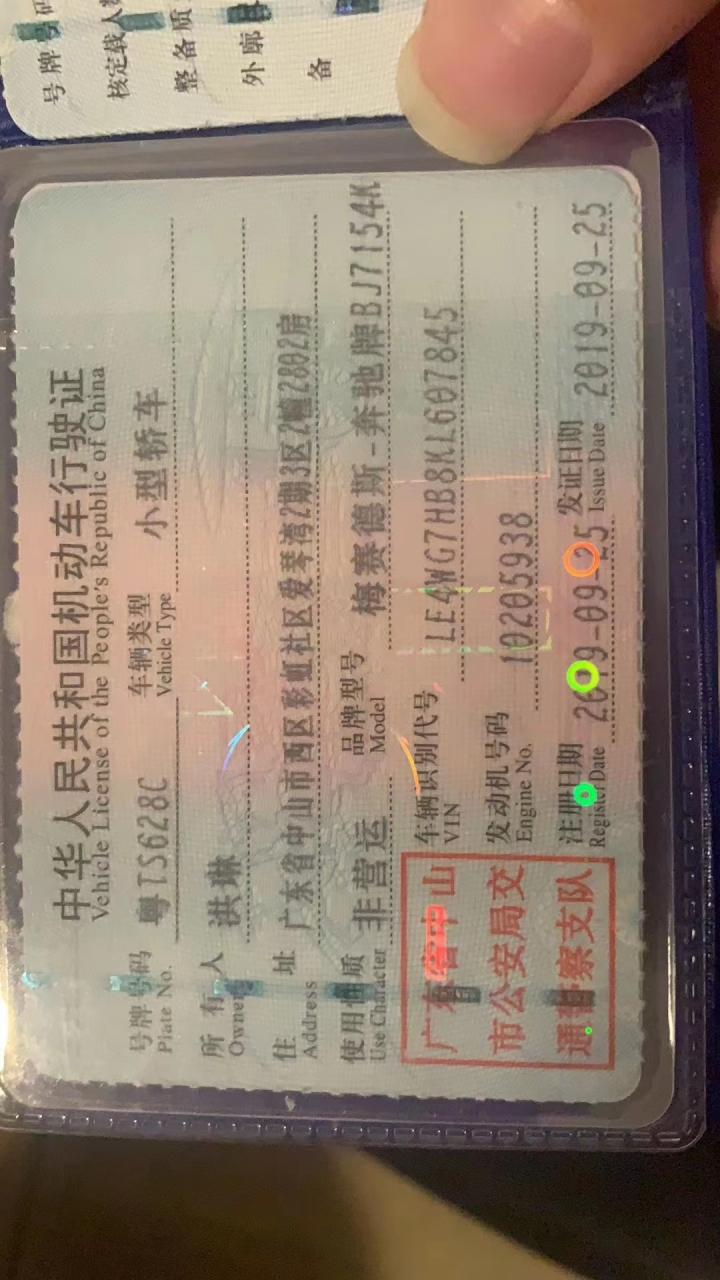 号牌号码
核定载人数
整备质
外廓
备
中华人民共和国机动车行驶证
Vehicle License of the People's Republic of China
号牌号码 粤TS628C 车辆类型 小型轿车
Plate No. Vehicle Type
所有人 洪琳
Owner
住址 广东省中山市西区彩虹社区爱琴湾2期3区2幢2802房
Address
使用性质 非营运 品牌型号 梅赛德斯-奔驰牌BJ7154K
Use Character Model
广东省中山
市公安局交
通警察支队
车辆识别代号 LE4WG7HB8KL607845
VIN
发动机号码 10205938
Engine No.
注册日期 2019-09-25 发证日期 2019-09-25
Register Date Issue Date